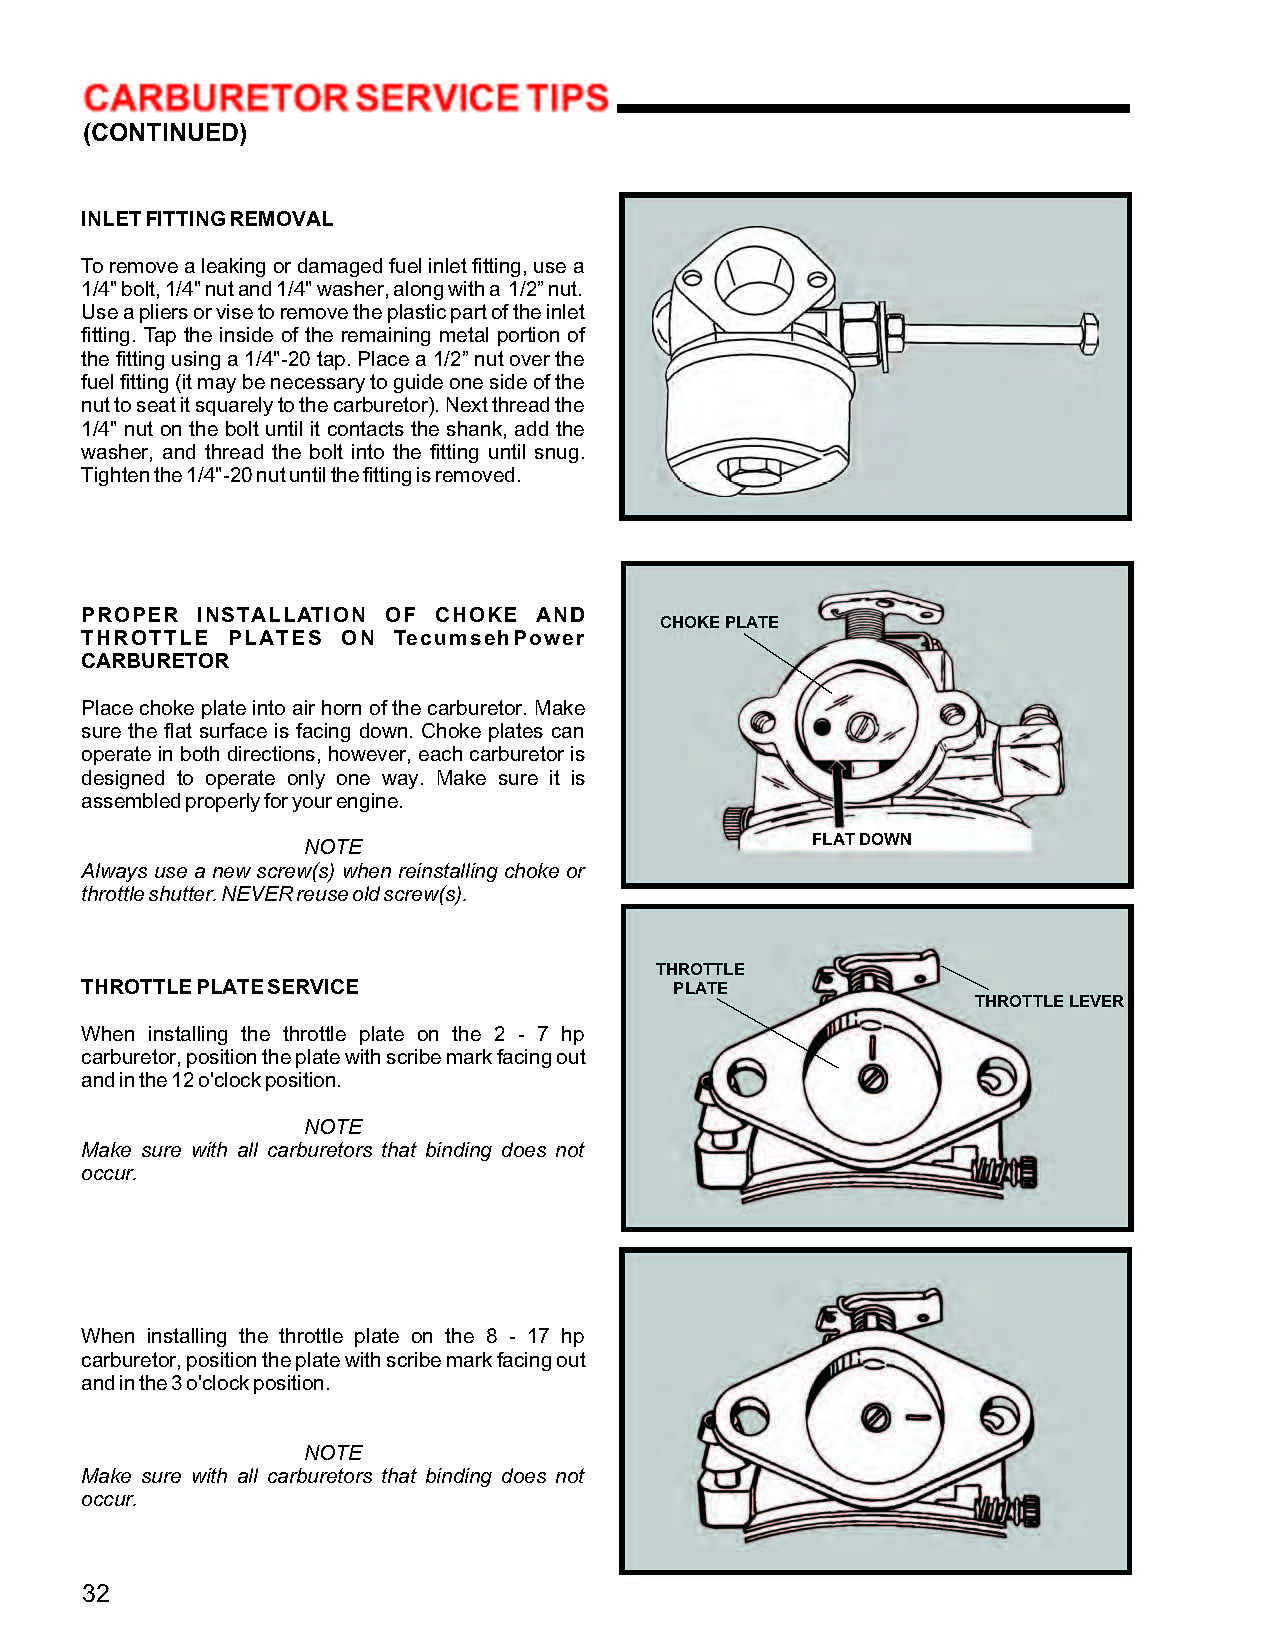 CARBURETOR SERVICE TIPS
(CONTINUED)
INLET FITTING REMOVAL
To remove a leaking or damaged fuel inlet fitting, use a
1/4" bolt, 1/4" nut and 1/4" washer, along with a 1/2” nut.
Use a pliers or vise to remove the plastic part of the inlet
fitting. Tap the inside of the remaining metal portion of
the fitting using a 1/4"-20 tap. Place a 1/2” nut over the
fuel fitting (it may be necessary to guide one side of the
nut to seat it squarely to the carburetor). Next thread the
1/4" nut on the bolt until it contacts the shank, add the
washer, and thread the bolt into the fitting until snug.
Tighten the 1/4"-20 nut until the fitting is removed.
PROPER INSTALLATION OF CHOKE AND
THROTTLE PLATES ON TecumsehPower
CARBURETOR
Place choke plate into air horn of the carburetor. Make
sure the flat surface is facing down. Choke plates can
operate in both directions, however, each carburetor is
designed to operate only one way. Make sure it is
assembled properly for your engine.
NOTE
Always use a new screw(s) when reinstalling choke or
throttle shutter. NEVER reuse old screw(s).
CHOKE PLATE
FLAT DOWN
THROTTLE PLATE SERVICE
When installing the throttle plate on the 2 - 7 hp
carburetor, position the plate with scribe mark facing out
and in the 12 o'clock position.
NOTE
Make sure with all carburetors that binding does not
occur.
THROTTLE
PLATE
THROTTLE LEVER
When installing the throttle plate on the 8 - 17 hp
carburetor, position the plate with scribe mark facing out
and in the 3 o'clock position.
NOTE
Make sure with all carburetors that binding does not
occur.
32